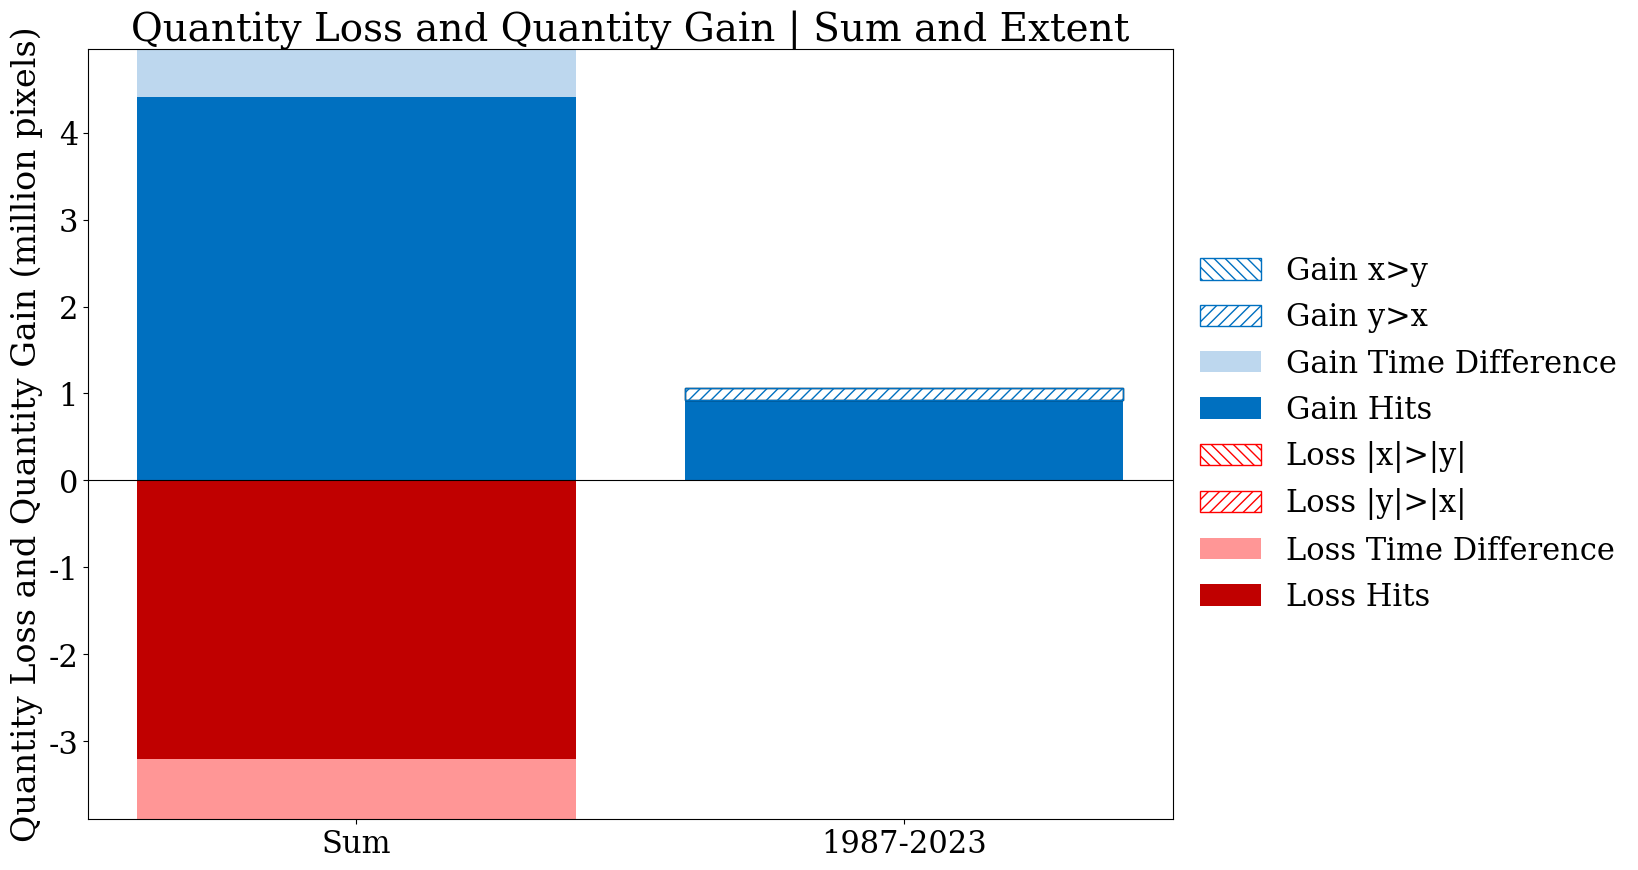 Quantity Loss and Quantity Gain | Sum and Extent
Quantity Loss and Quantity Gain (million pixels)
4
3
2
1
0
-1
-2
-3
Sum
1987-2023
Gain x>y
Gain y>x
Gain Time Difference
Gain Hits
Loss |x|>|y|
Loss |y|>|x|
Loss Time Difference
Loss Hits